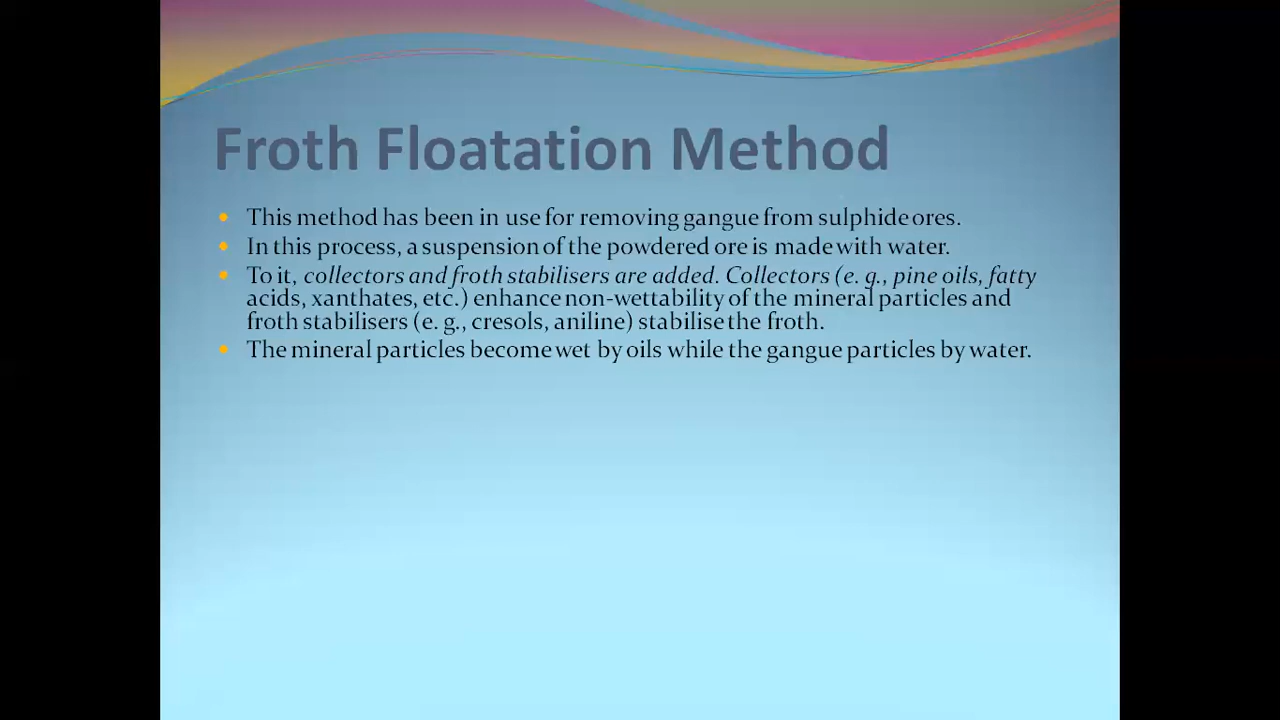 Froth Floatation Method
This method has been in use for removing gangue from sulphide ores.
In this process, a suspension of the powdered ore is made with water.
To it, collectors and froth stabilisers are added. Collectors (e. g., pine oils, fatty
acids, xanthates, etc.) enhance non-wettability of the mineral particles and
froth stabilisers (e. g., cresols, aniline) stabilise the froth.
The mineral particles become wet by oils while the gangue particles by water.